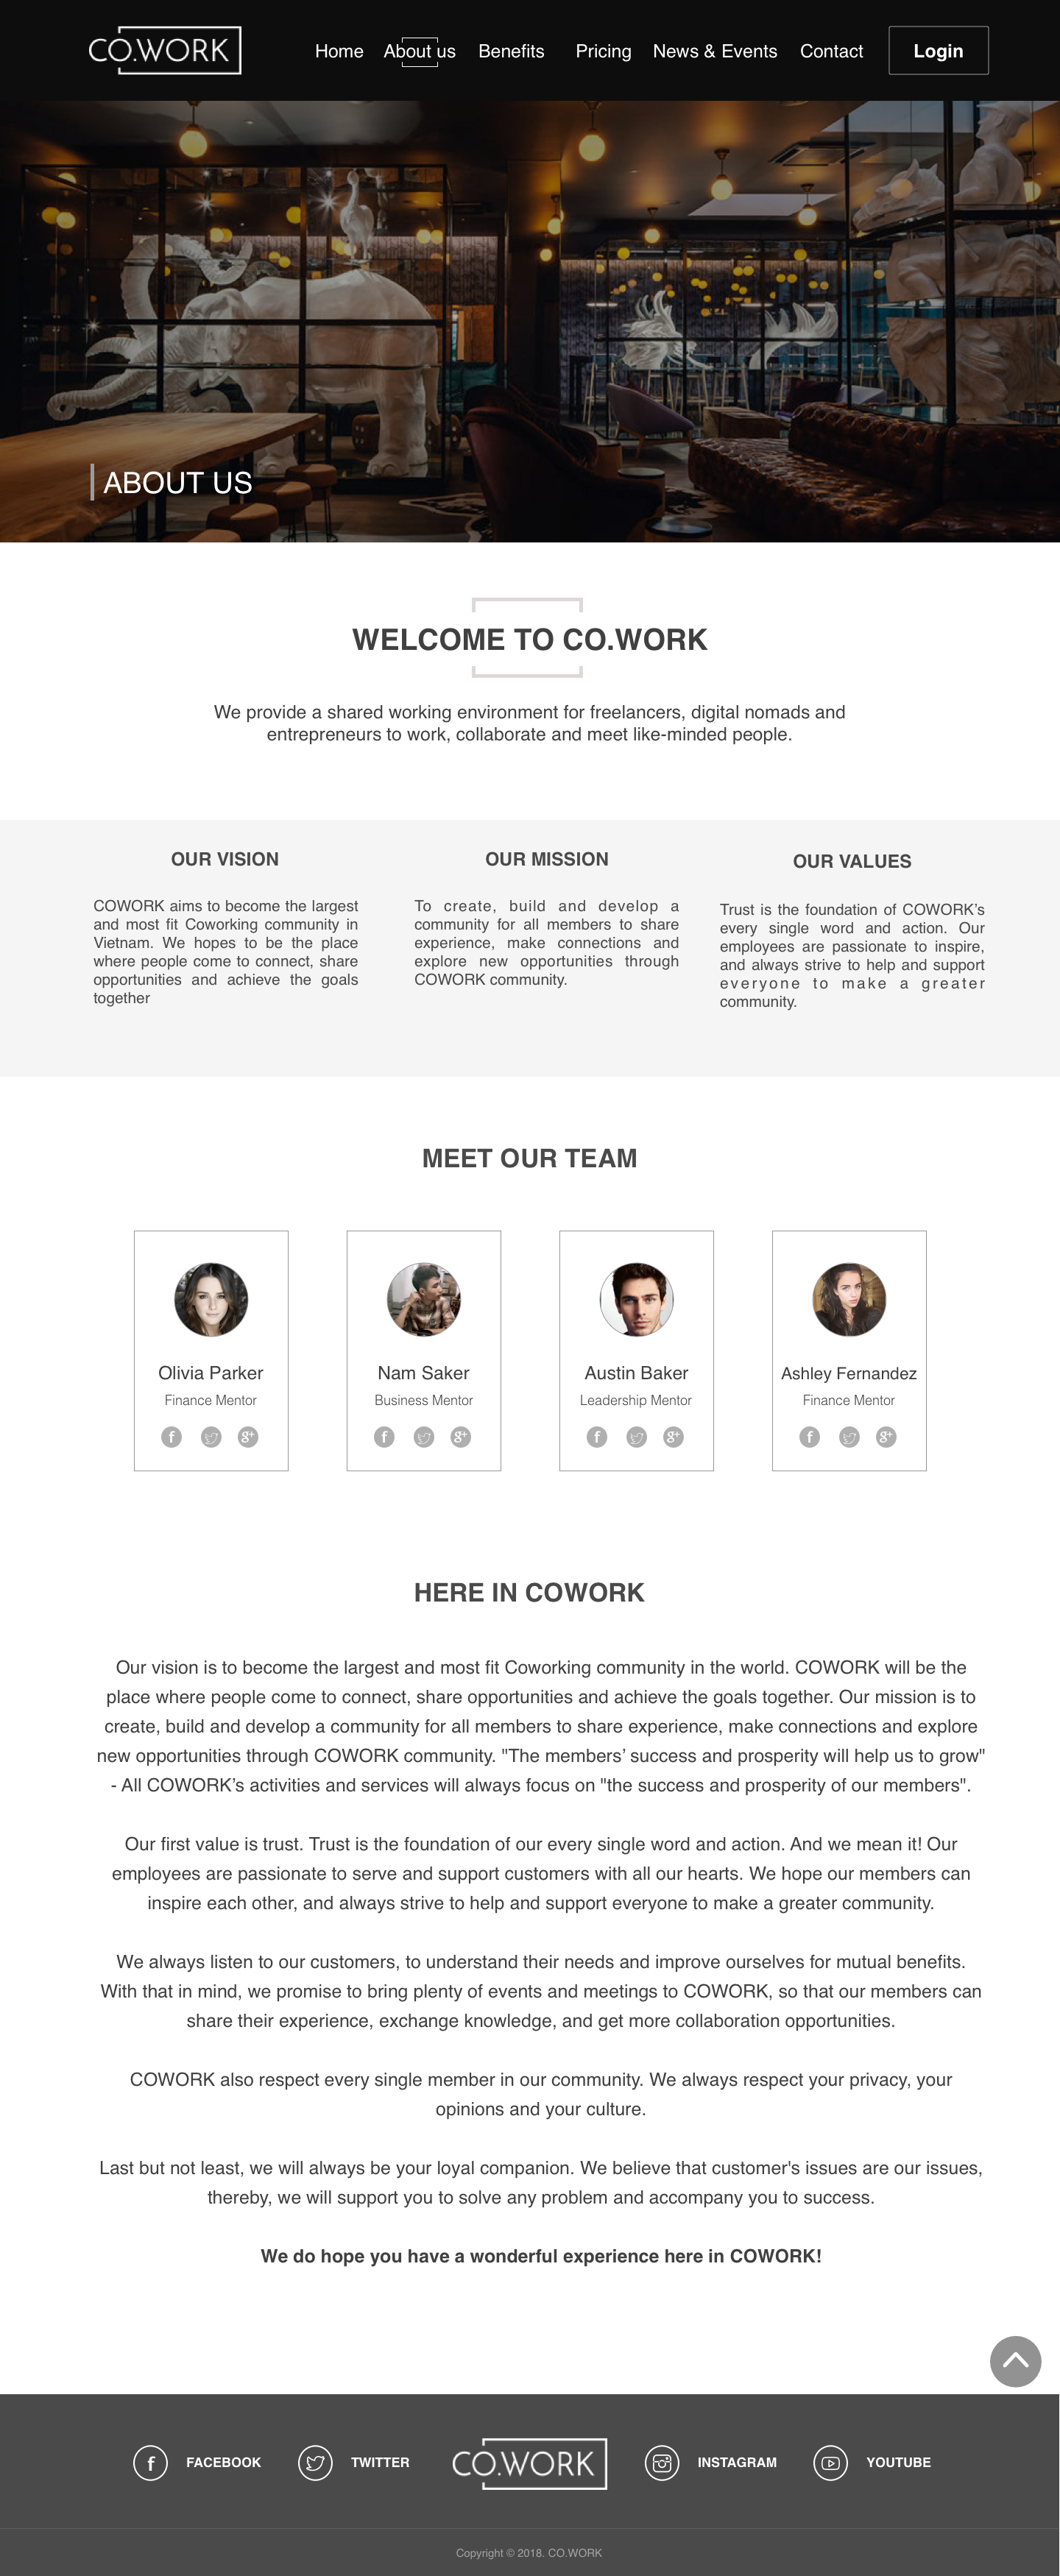 CO.WORK
Home About us Benefits Pricing News & Events Contact Login
ABOUT US
WELCOME TO CO.WORK
We provide a shared working environment for freelancers, digital nomads and
entrepreneurs to work, collaborate and meet like-minded people.
OUR VISION
COWORK aims to become the largest
and most fit Coworking community in
Vietnam. We hopes to be the place
where people come to connect, share
opportunities and achieve the goals
together
OUR MISSION
To create, build and develop a
community for all members to share
experience, make connections and
explore new opportunities through
COWORK community.
OUR VALUES
Trust is the foundation of COWORK’s
every single word and action. Our
employees are passionate to inspire,
and always strive to help and support
everyone to make a greater
community.
MEET OUR TEAM
Olivia Parker
Finance Mentor
f g+
Nam Saker
Business Mentor
f g+
Austin Baker
Leadership Mentor
f g+
Ashley Fernandez
Finance Mentor
f g+
HERE IN COWORK
Our vision is to become the largest and most fit Coworking community in the world. COWORK will be the
place where people come to connect, share opportunities and achieve the goals together. Our mission is to
create, build and develop a community for all members to share experience, make connections and explore
new opportunities through COWORK community. "The members’ success and prosperity will help us to grow"
- All COWORK’s activities and services will always focus on "the success and prosperity of our members".
Our first value is trust. Trust is the foundation of our every single word and action. And we mean it! Our
employees are passionate to serve and support customers with all our hearts. We hope our members can
inspire each other, and always strive to help and support everyone to make a greater community.
We always listen to our customers, to understand their needs and improve ourselves for mutual benefits.
With that in mind, we promise to bring plenty of events and meetings to COWORK, so that our members can
share their experience, exchange knowledge, and get more collaboration opportunities.
COWORK also respect every single member in our community. We always respect your privacy, your
opinions and your culture.
Last but not least, we will always be your loyal companion. We believe that customer's issues are our issues,
thereby, we will support you to solve any problem and accompany you to success.
We do hope you have a wonderful experience here in COWORK!
f FACEBOOK TWITTER CO.WORK INSTAGRAM YOUTUBE
Copyright © 2018. CO.WORK